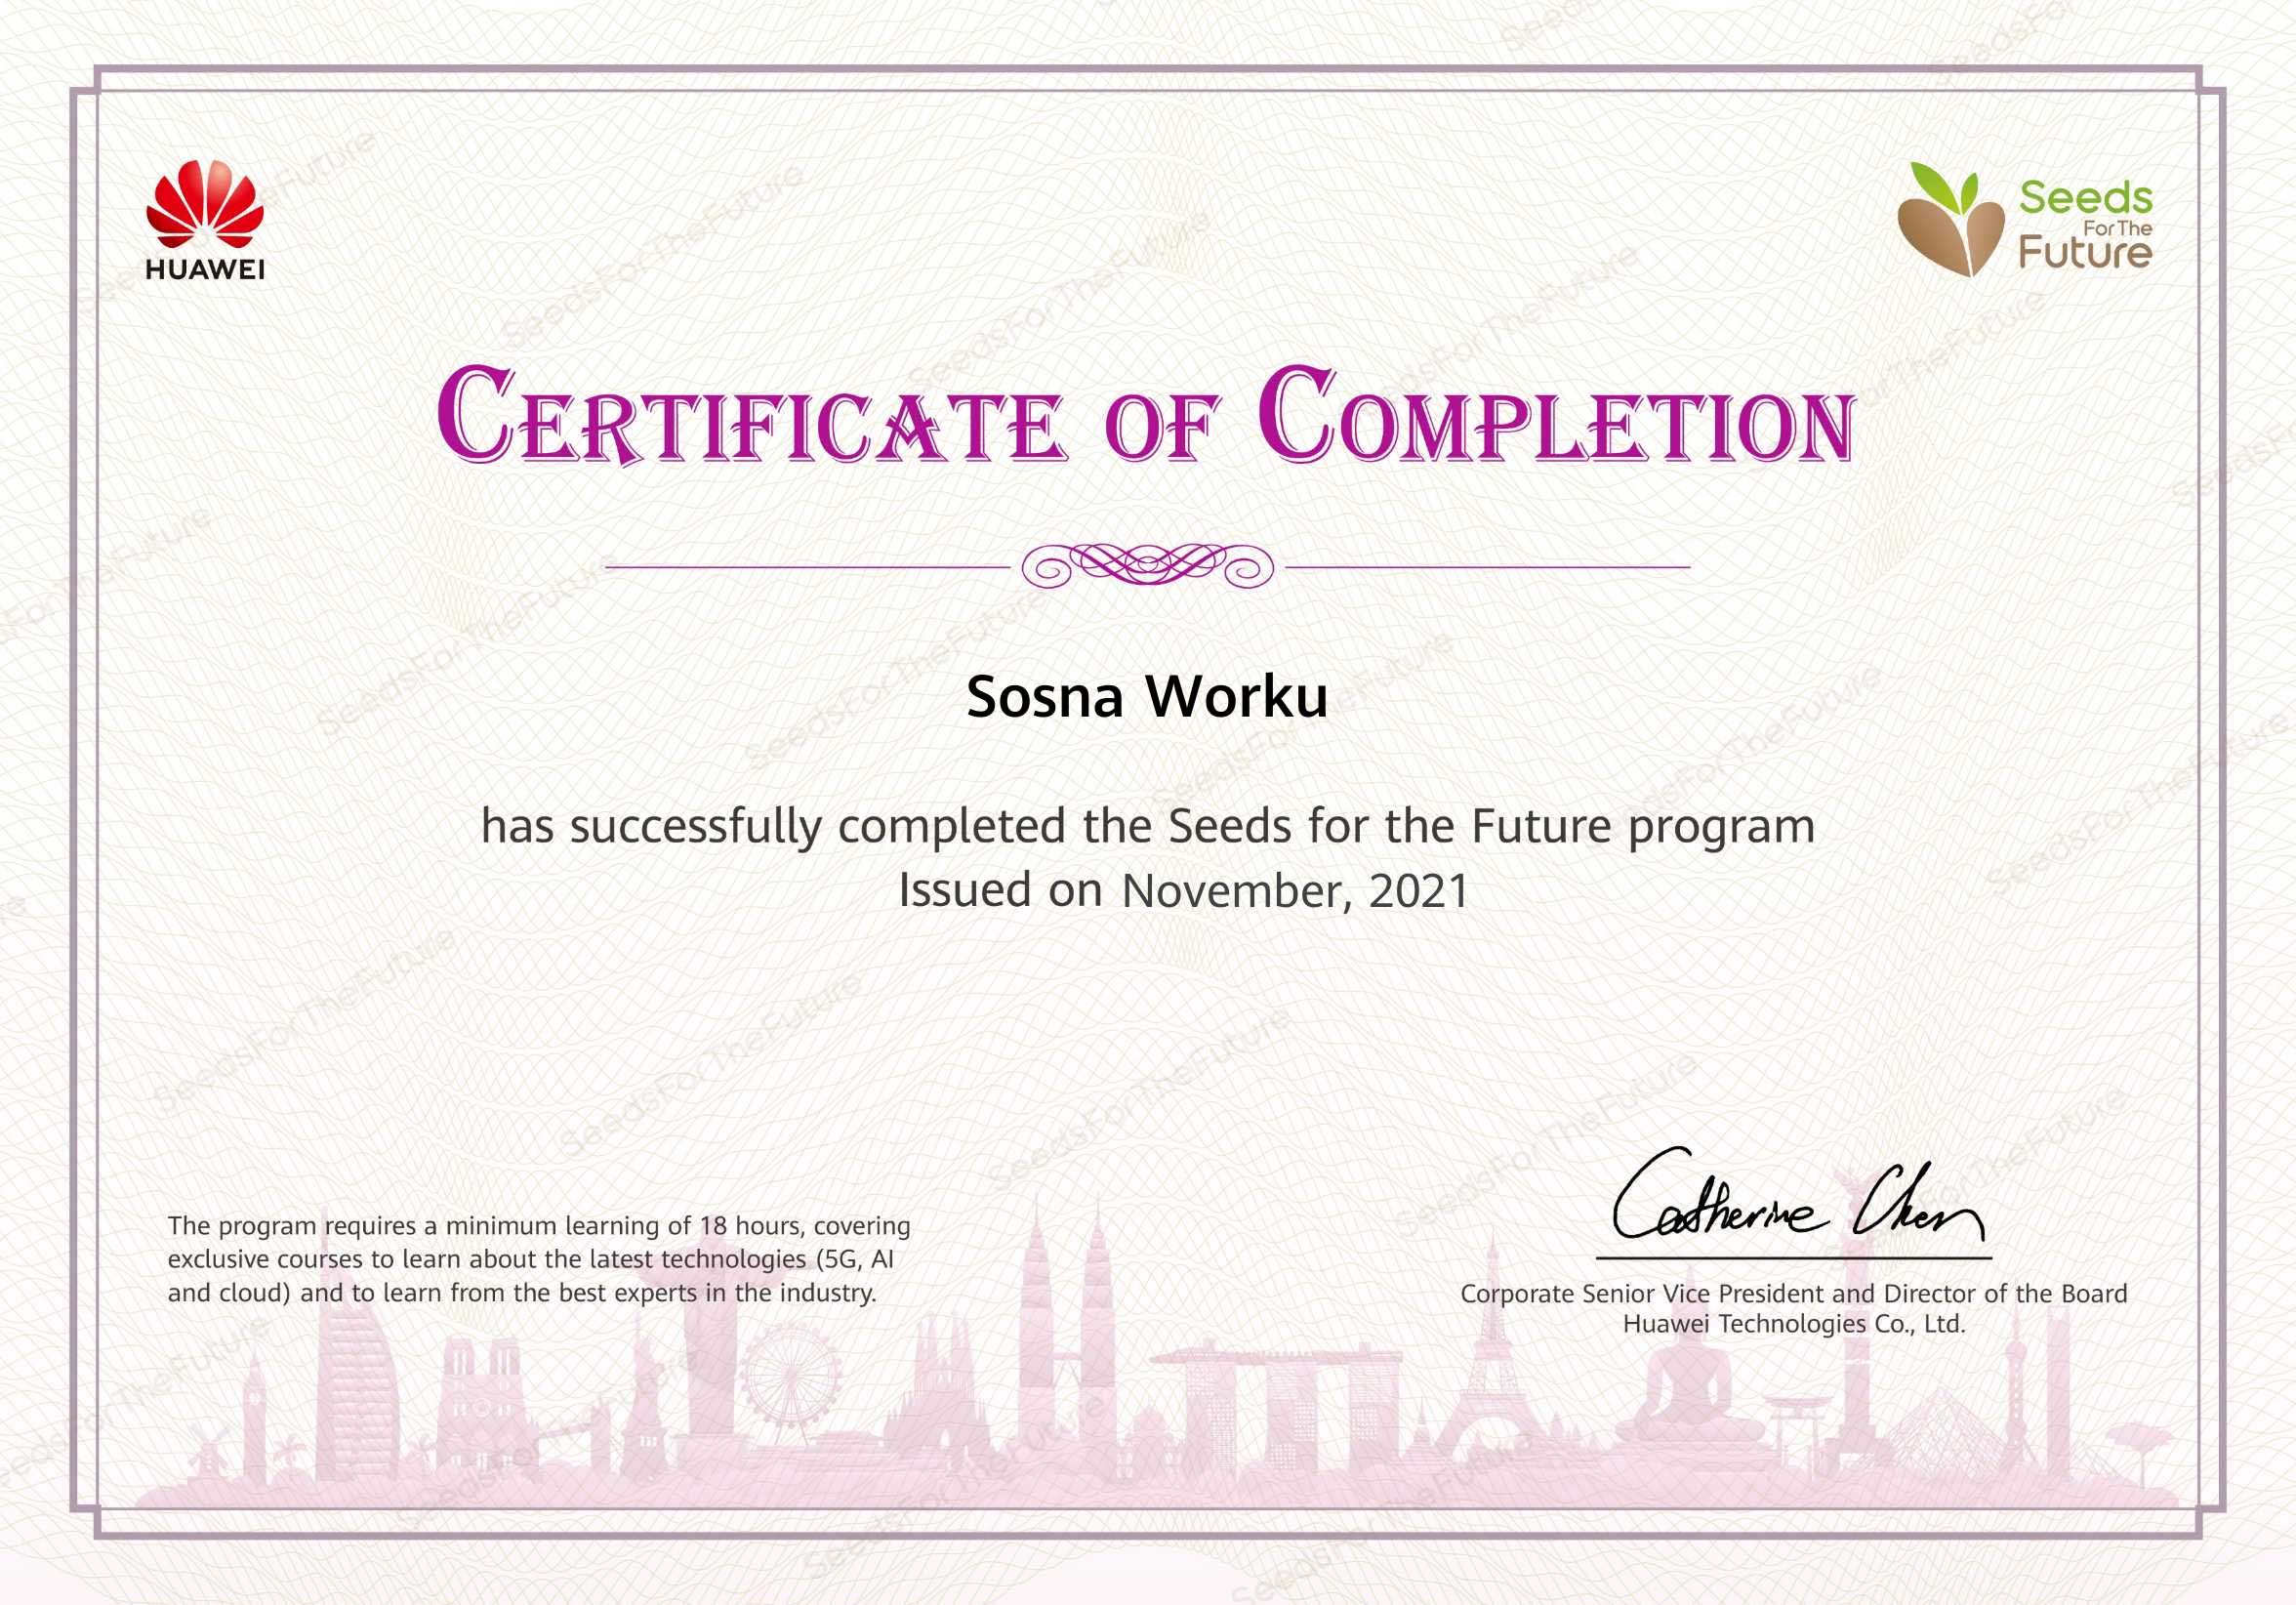 HUAWEI
Seeds
For The
Future
CERTIFICATE OF COMPLETION
Sosna Worku
has successfully completed the Seeds for the Future program
Issued on November, 2021
The program requires a minimum learning of 18 hours, covering
exclusive courses to learn about the latest technologies (5G, AI
and cloud) and to learn from the best experts in the industry.
Catherine Chen
Corporate Senior Vice President and Director of the Board
Huawei Technologies Co., Ltd.
SeedsForTheFuture